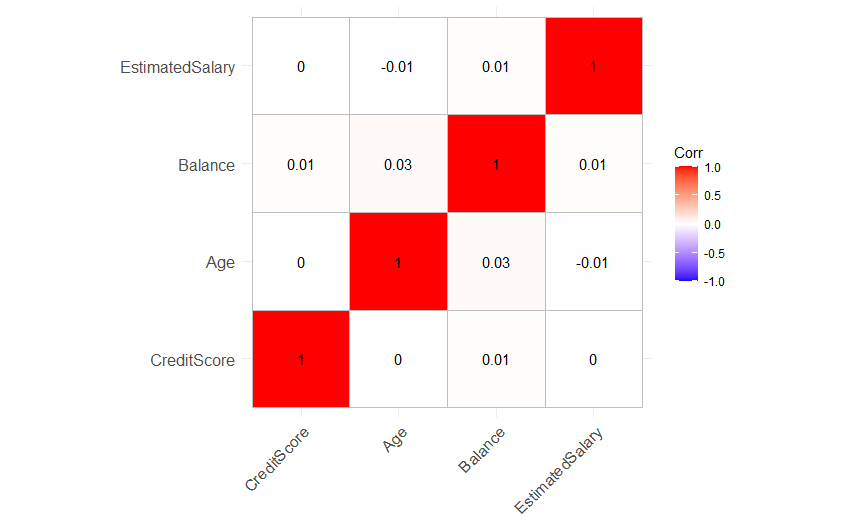 EstimatedSalary 0 -0.01 0.01 1
Balance 0.01 0.03 1 0.01
Age 0 1 0.03 -0.01
CreditScore 1 0 0.01 0
CreditScore Age Balance EstimatedSalary
Corr
1.0
0.5
0.0
-0.5
-1.0